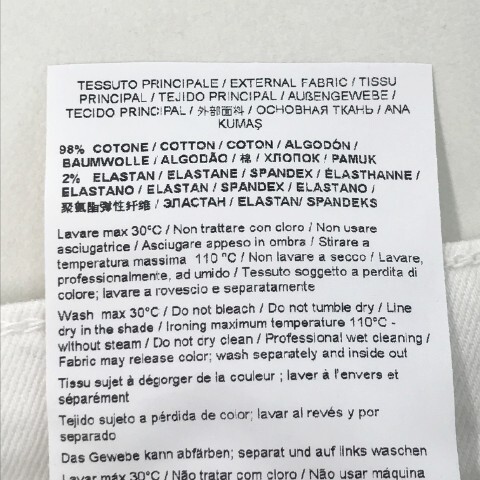 TESSUTO PRINCIPALE / EXTERNAL FABRIC / TISSU
PRINCIPAL / TEJIDO PRINCIPAL / AUßENGEWEBE /
TECIDO PRINCIPAL / 外部面料 / ОСНОВНАЯ ТКАНЬ / ANA
KUMAŞ
98% COTONE / COTTON / COTON / ALGODÓN /
BAUMWOLLE / ALGODÃO / 棉 / ХЛОПОК / PAMUK
2% ELASTAN / ELASTANE / SPANDEX / ÉLASTHANNE /
ELASTANO / ELASTAN / SPANDEX / ELASTANO /
聚氨酯弹性纤维 / ЭЛАСТАН / ELASTAN/ SPANDEKS
Lavare max 30°C / Non trattare con cloro / Non usare
asciugatrice / Asciugare appeso in ombra / Stirare a
temperatura massima 110 °C / Non lavare a secco / Lavare,
professionalmente, ad umido / Tessuto soggetto a perdita di
colore; lavare a rovescio e separatamente
Wash max 30°C / Do not bleach / Do not tumble dry / Line
dry in the shade / Ironing maximum temperature 110°C -
without steam / Do not dry clean / Professional wet cleaning /
Fabric may release color; wash separately and inside out
Tissu sujet à dégorger de la couleur ; laver à l'envers et
séparément
Tejido sujeto a pérdida de color; lavar al revés y por
separado
Das Gewebe kann abfärben; separat und auf links waschen
Lavar máx 30°C / Não tratar com cloro / Não usar máquina